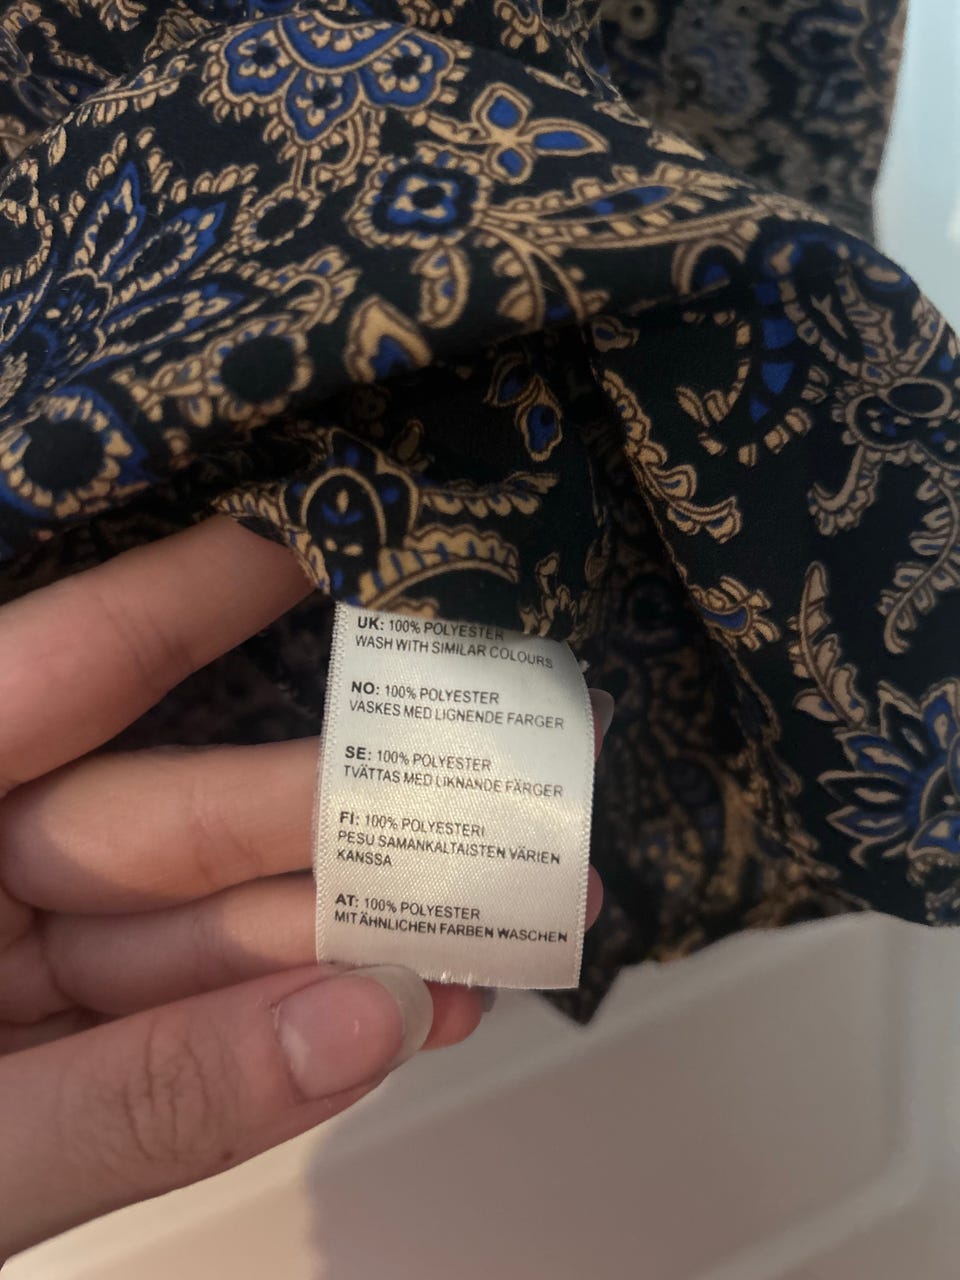 UK: 100% POLYESTER
WASH WITH SIMILAR COLOURS
NO: 100% POLYESTER
VASKES MED LIGNENDE FARGER
SE: 100% POLYESTER
TVÄTTAS MED LIKNANDE FÄRGER
FI: 100% POLYESTERI
PESU SAMANKALTAISTEN VÄRIEN
KANSSA
AT: 100% POLYESTER
MIT ÄHNLICHEN FARBEN WASCHEN